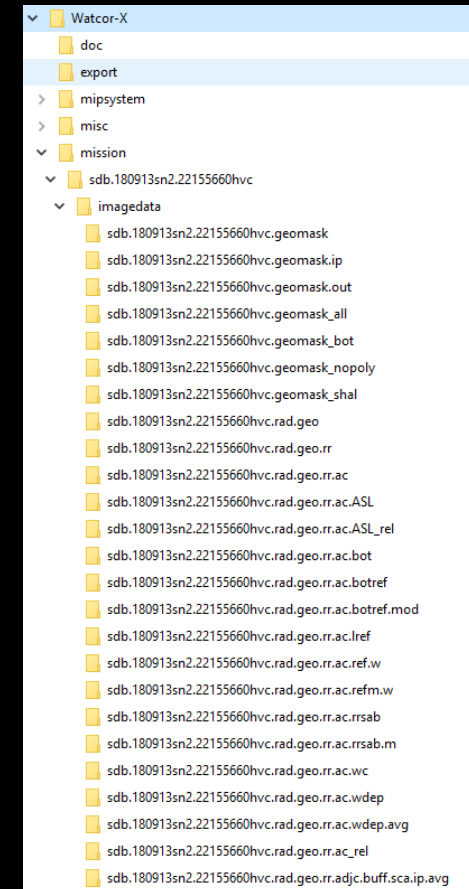 Watcor-X
doc
export
mipsystem
misc
mission
sdb.180913sn2.22155660hvc
imagedata
sdb.180913sn2.22155660hvc.geomask
sdb.180913sn2.22155660hvc.geomask.ip
sdb.180913sn2.22155660hvc.geomask.out
sdb.180913sn2.22155660hvc.geomask_all
sdb.180913sn2.22155660hvc.geomask_bot
sdb.180913sn2.22155660hvc.geomask_nopoly
sdb.180913sn2.22155660hvc.geomask_shal
sdb.180913sn2.22155660hvc.rad.geo
sdb.180913sn2.22155660hvc.rad.geo.rr
sdb.180913sn2.22155660hvc.rad.geo.rr.ac
sdb.180913sn2.22155660hvc.rad.geo.rr.ac.ASL
sdb.180913sn2.22155660hvc.rad.geo.rr.ac.ASL_rel
sdb.180913sn2.22155660hvc.rad.geo.rr.ac.bot
sdb.180913sn2.22155660hvc.rad.geo.rr.ac.botref
sdb.180913sn2.22155660hvc.rad.geo.rr.ac.botref.mod
sdb.180913sn2.22155660hvc.rad.geo.rr.ac.lref
sdb.180913sn2.22155660hvc.rad.geo.rr.ac.ref.w
sdb.180913sn2.22155660hvc.rad.geo.rr.ac.refm.w
sdb.180913sn2.22155660hvc.rad.geo.rr.ac.rrsab
sdb.180913sn2.22155660hvc.rad.geo.rr.ac.rrsab.m
sdb.180913sn2.22155660hvc.rad.geo.rr.ac.wc
sdb.180913sn2.22155660hvc.rad.geo.rr.ac.wdep
sdb.180913sn2.22155660hvc.rad.geo.rr.ac.wdep.avg
sdb.180913sn2.22155660hvc.rad.geo.rr.ac_rel
sdb.180913sn2.22155660hvc.rad.geo.rr.adjc.buff.sca.ip.avg